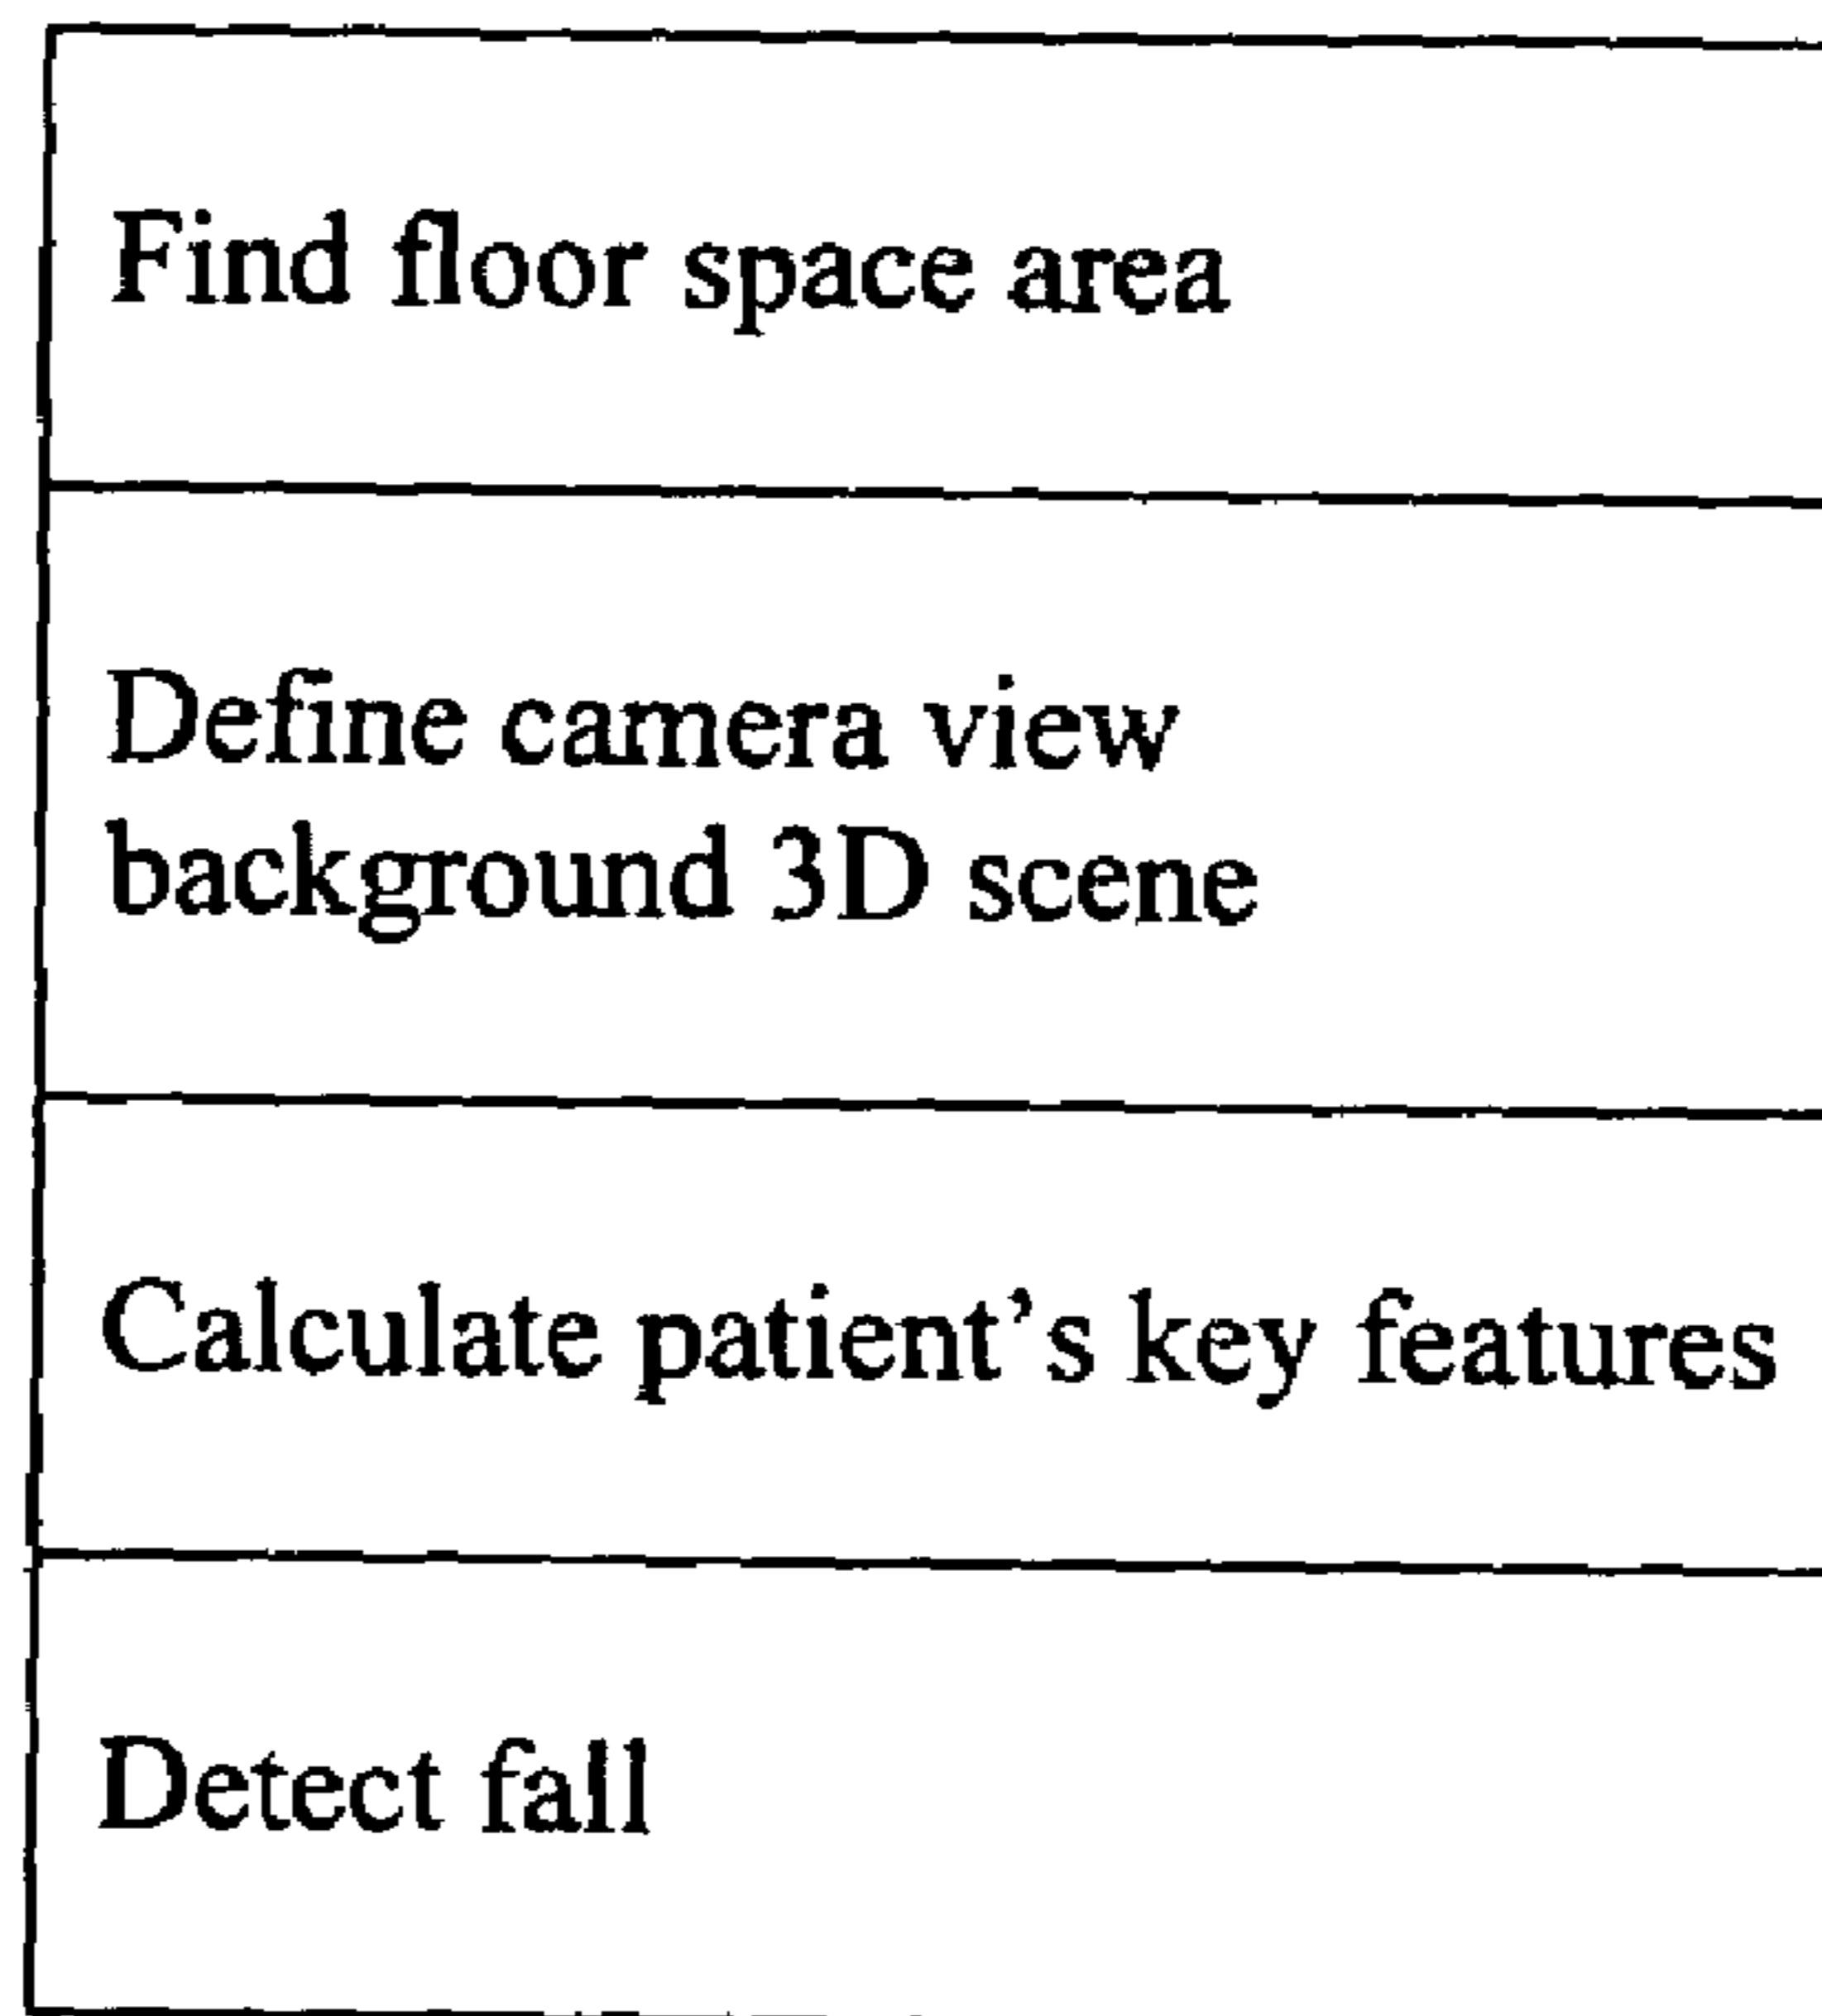 Find floor space area
Define camera view
background 3D scene
Calculate patient’s key features
Detect fall